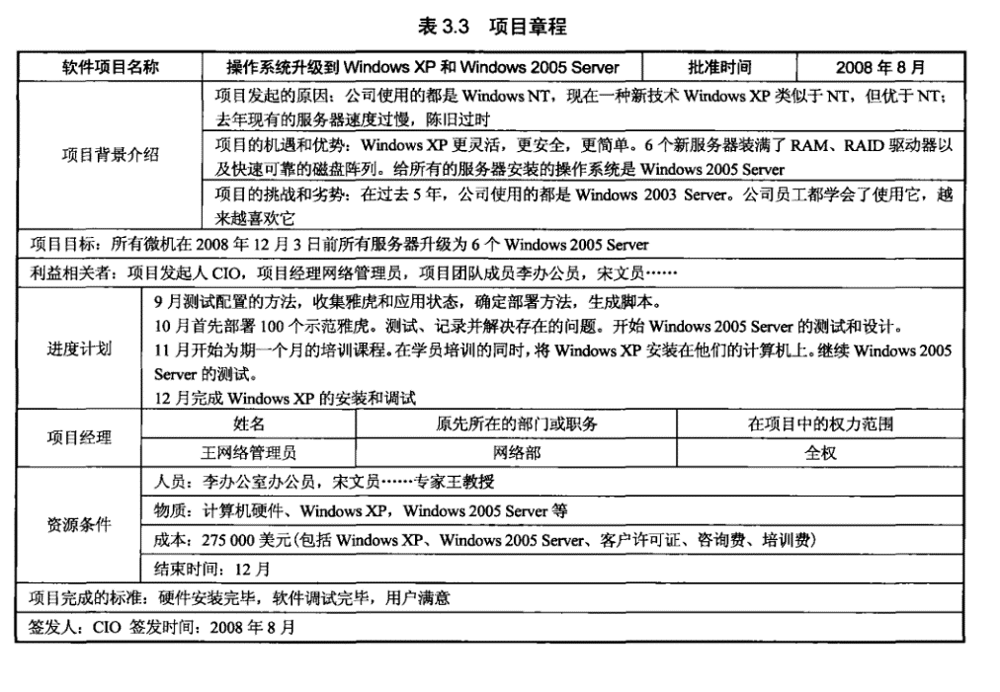 表 3.3 项目章程
软件项目名称 操作系统升级到 Windows XP 和 Windows 2005 Server 批准时间 2008 年 8 月
项目背景介绍
项目发起的原因：公司使用的都是 Windows NT，现在一种新技术 Windows XP 类似于 NT，但优于 NT；
去年现有的服务器速度过慢，陈旧过时
项目的机遇和优势：Windows XP 更灵活，更安全，更简单。6 个新服务器装满了 RAM、RAID 驱动器以
及快速可靠的磁盘阵列。给所有的服务器安装的操作系统是 Windows 2005 Server
项目的挑战和劣势：在过去 5 年，公司使用的都是 Windows 2003 Server。公司员工都学会了使用它，越
来越喜欢它
项目目标：所有微机在 2008 年 12 月 3 日前所有服务器升级为 6 个 Windows 2005 Server
利益相关者：项目发起人 CIO，项目经理网络管理员，项目团队成员李办公员，宋文员……
进度计划
9 月测试配置的方法，收集雅虎和应用状态，确定部署方法，生成脚本。
10 月首先部署 100 个示范雅虎。测试、记录并解决存在的问题。开始 Windows 2005 Server 的测试和设计。
11 月开始为期一个月的培训课程。在学员培训的同时，将 Windows XP 安装在他们的计算机上。继续 Windows 2005
Server 的测试。
12 月完成 Windows XP 的安装和调试
项目经理
姓名 原先所在的部门或职务 在项目中的权力范围
王网络管理员 网络部 全权
资源条件
人员：李办公室办公员，宋文员……专家王教授
物质：计算机硬件、Windows XP，Windows 2005 Server 等
成本：275 000 美元(包括 Windows XP、Windows 2005 Server、客户许可证、咨询费、培训费)
结束时间：12 月
项目完成的标准：硬件安装完毕，软件调试完毕，用户满意
签发人：CIO 签发时间：2008 年 8 月